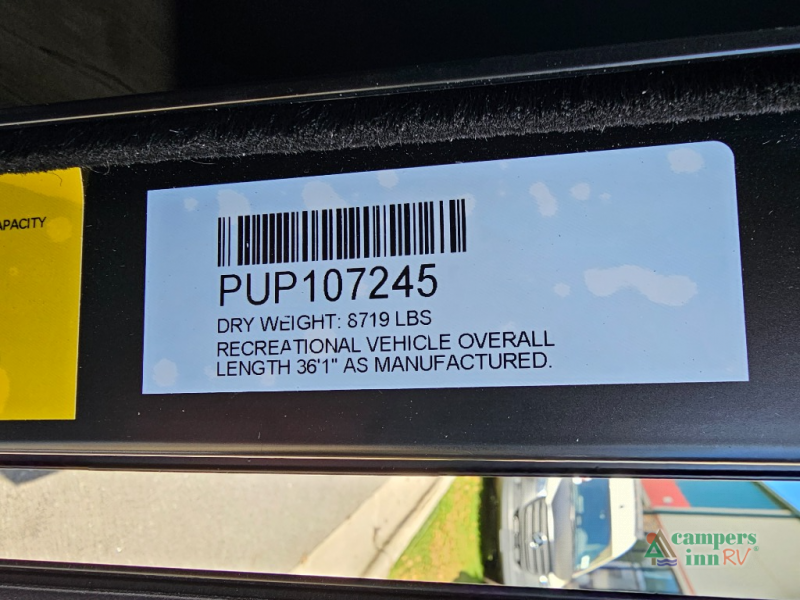 APACITY
PUP107245
DRY WEIGHT: 8719 LBS
RECREATIONAL VEHICLE OVERALL
LENGTH 36'1" AS MANUFACTURED.
campers
inn RV